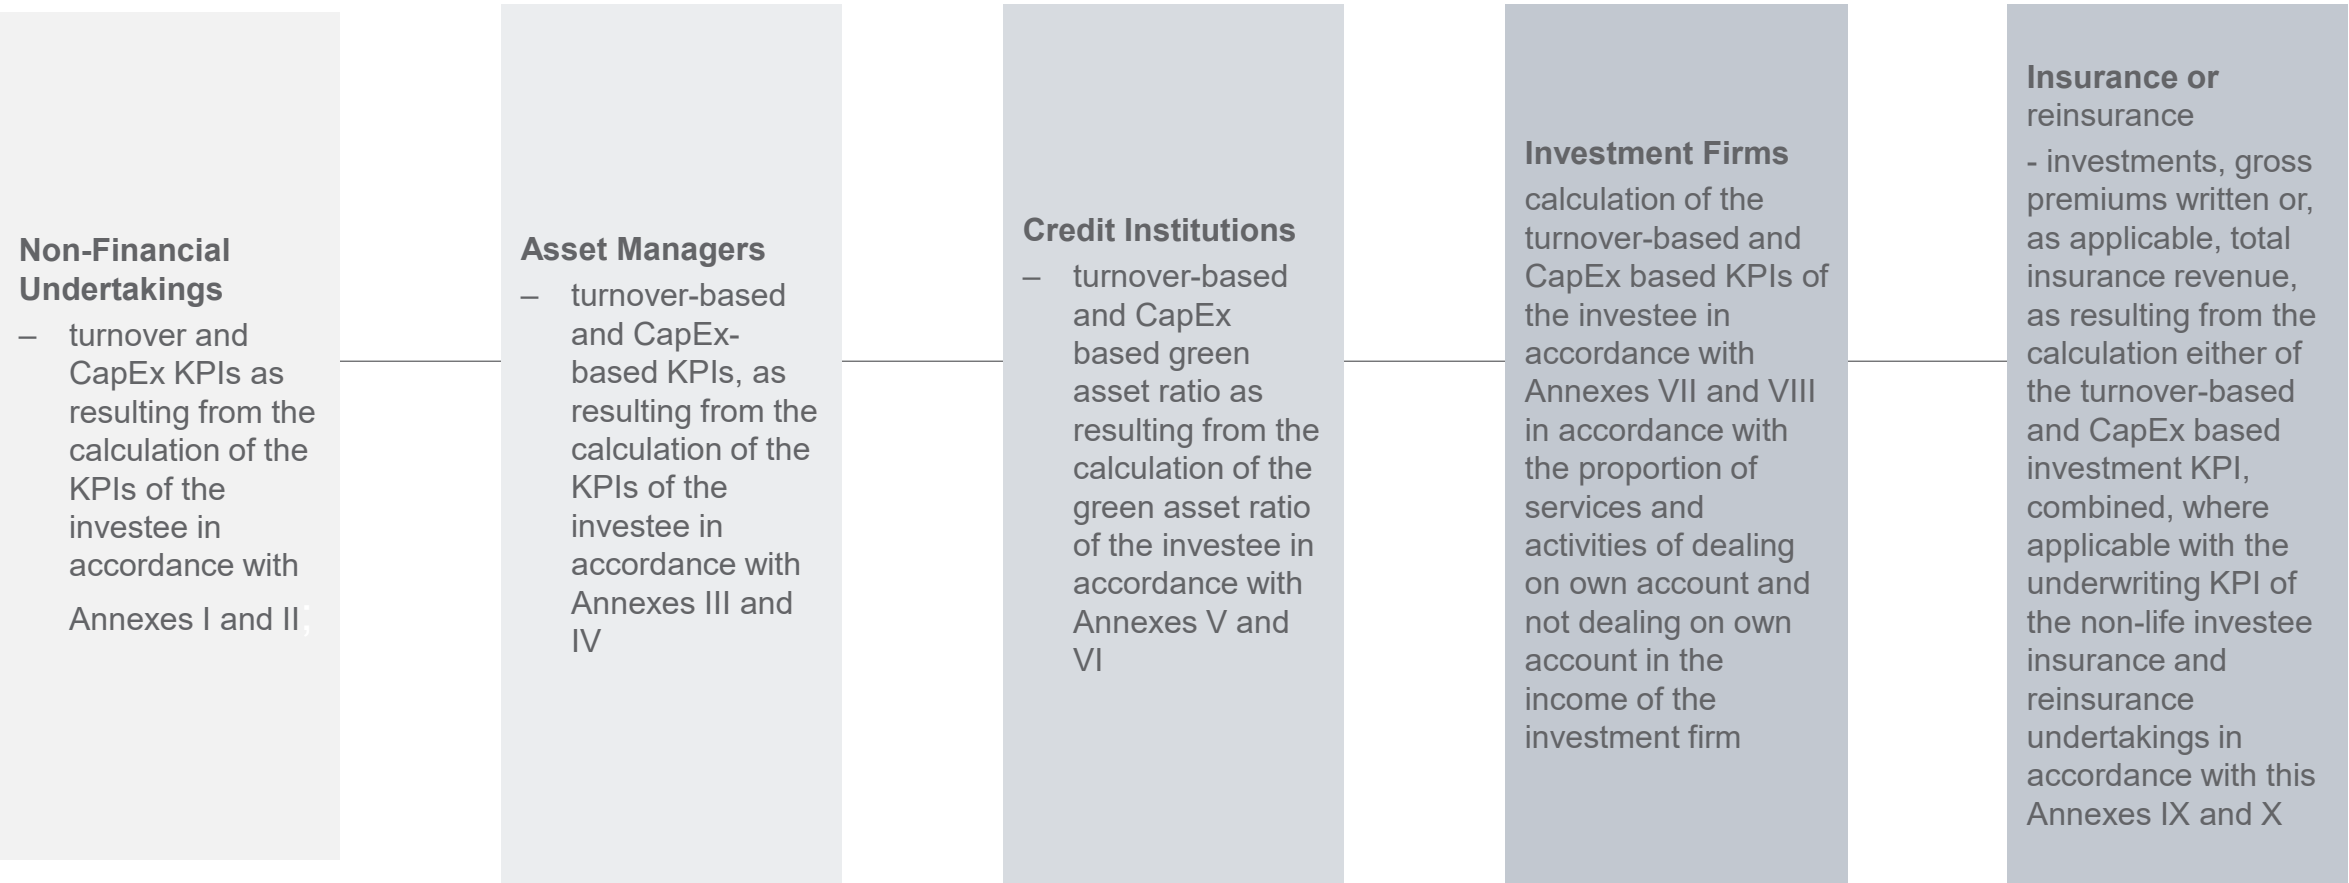 Non-Financial
Undertakings
– turnover and
CapEx KPIs as
resulting from the
calculation of the
KPIs of the
investee in
accordance with
Annexes I and II;
Asset Managers
– turnover-based
and CapEx-
based KPIs, as
resulting from the
calculation of the
KPIs of the
investee in
accordance with
Annexes III and
IV
Credit Institutions
– turnover-based
and CapEx
based green
asset ratio as
resulting from the
calculation of the
green asset ratio
of the investee in
accordance with
Annexes V and
VI
Investment Firms
calculation of the
turnover-based and
CapEx based KPIs of
the investee in
accordance with
Annexes VII and VIII
in accordance with
the proportion of
services and
activities of dealing
on own account and
not dealing on own
account in the
income of the
investment firm
Insurance or
reinsurance
- investments, gross
premiums written or,
as applicable, total
insurance revenue,
as resulting from the
calculation either of
the turnover-based
and CapEx based
investment KPI,
combined, where
applicable with the
underwriting KPI of
the non-life investee
insurance and
reinsurance
undertakings in
accordance with this
Annexes IX and X